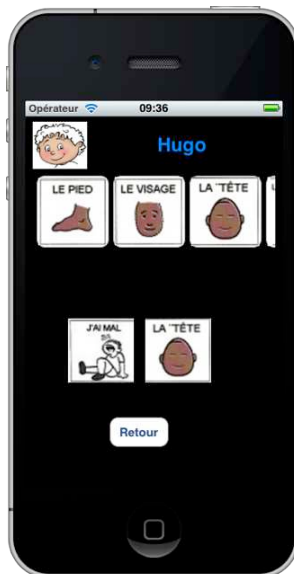 Opérateur 09:36
Hugo
LE PIED LE VISAGE LA ¨TÊTE
J'AI MAL LA ¨TÊTE
Retour